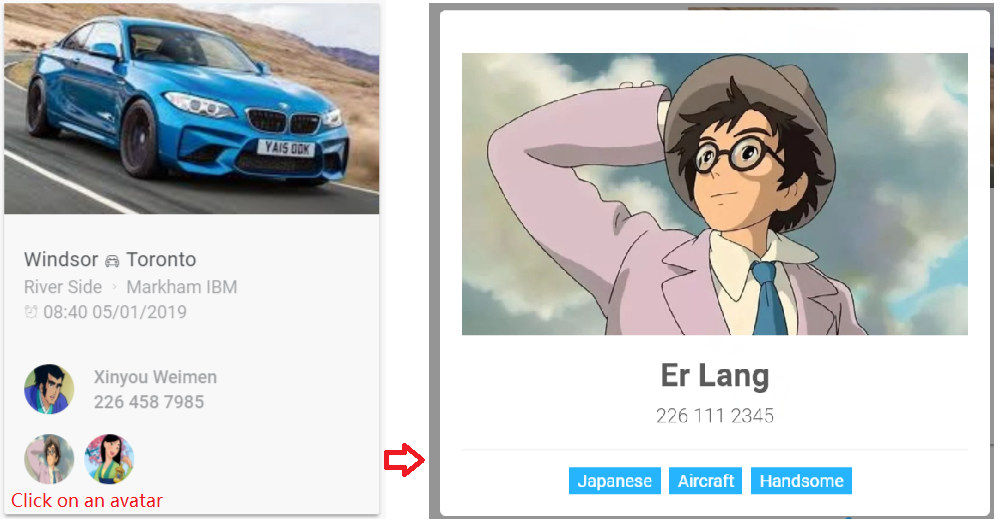 YA15 OOK
Windsor Toronto
River Side › Markham IBM
08:40 05/01/2019
Xinyou Weimen
226 458 7985
Click on an avatar
Er Lang
226 111 2345
Japanese Aircraft Handsome